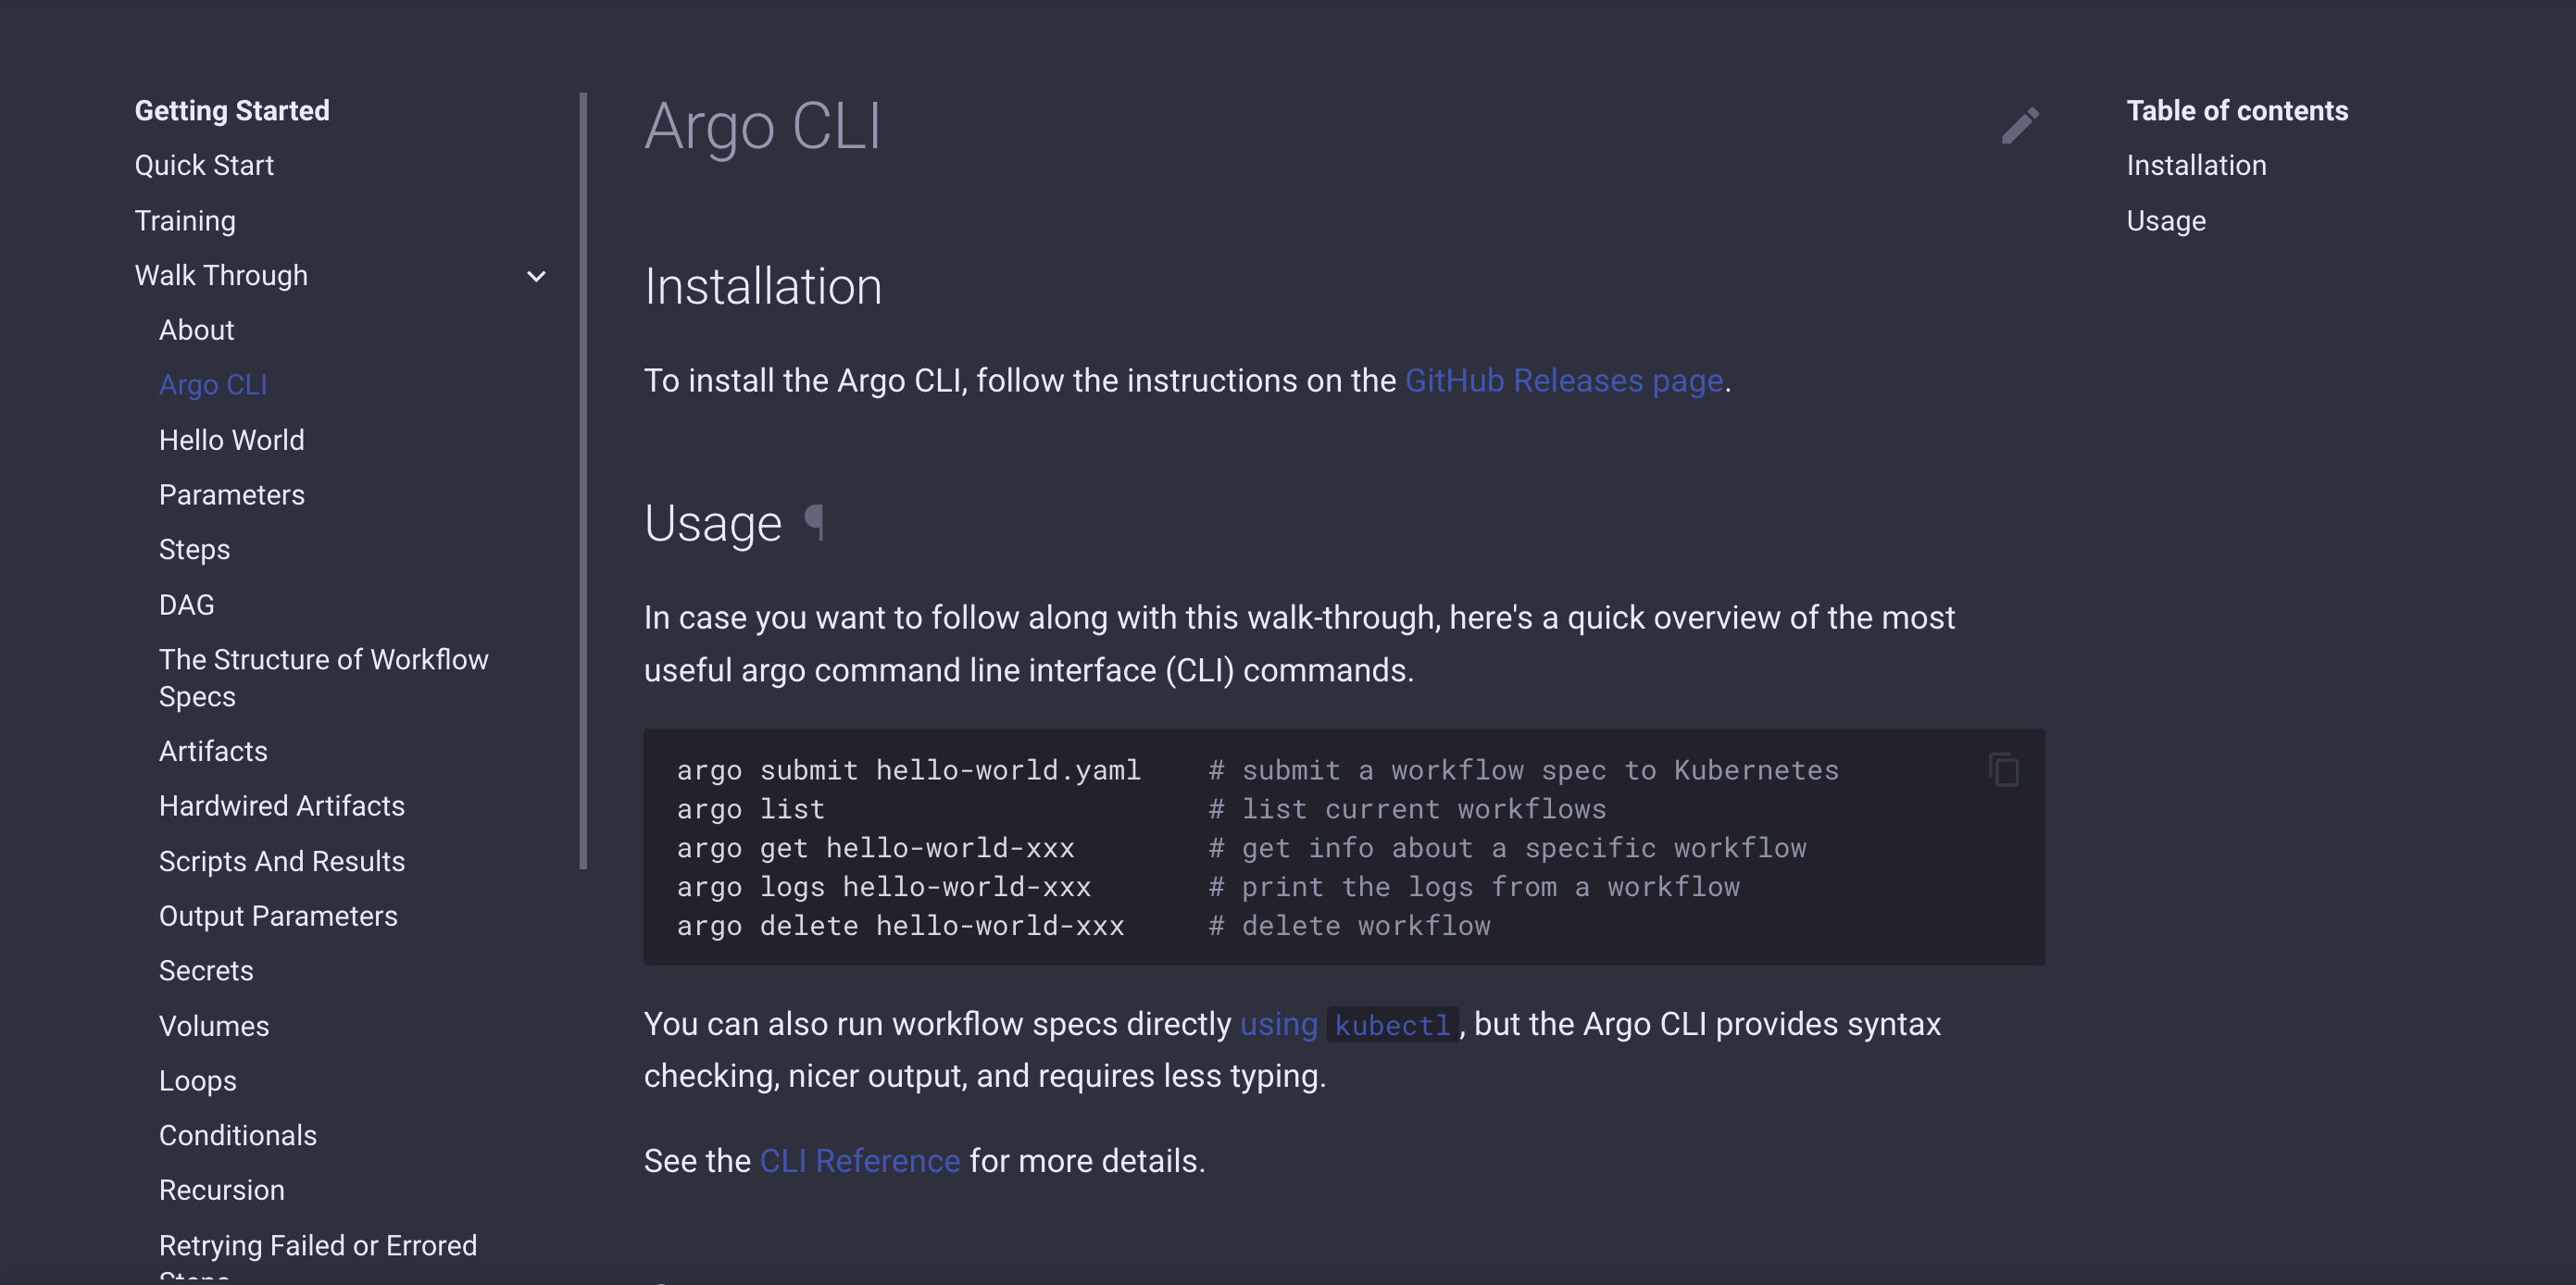 Getting Started
Quick Start
Training
Walk Through
About
Argo CLI
Hello World
Parameters
Steps
DAG
The Structure of Workflow
Specs
Artifacts
Hardwired Artifacts
Scripts And Results
Output Parameters
Secrets
Volumes
Loops
Conditionals
Recursion
Retrying Failed or Errored
Argo CLI
Installation
To install the Argo CLI, follow the instructions on the GitHub Releases page.
Usage ¶
In case you want to follow along with this walk-through, here's a quick overview of the most
useful argo command line interface (CLI) commands.
argo submit hello-world.yaml    # submit a workflow spec to Kubernetes
argo list                       # list current workflows
argo get hello-world-xxx        # get info about a specific workflow
argo logs hello-world-xxx       # print the logs from a workflow
argo delete hello-world-xxx     # delete workflow
You can also run workflow specs directly using kubectl, but the Argo CLI provides syntax
checking, nicer output, and requires less typing.
See the CLI Reference for more details.
Table of contents
Installation
Usage